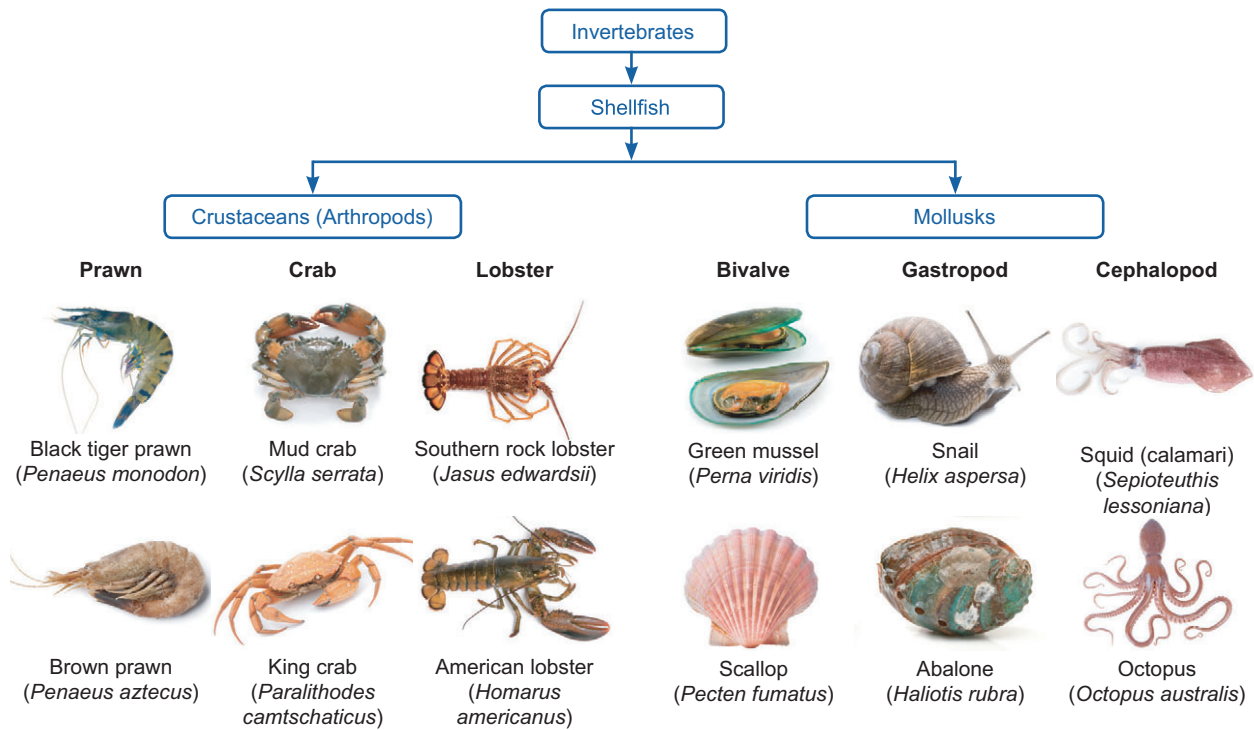 Invertebrates
Shellfish
Crustaceans (Arthropods)
Mollusks
Prawn
Crab
Lobster
Bivalve
Gastropod
Cephalopod
Black tiger prawn
(Penaeus monodon)
Mud crab
(Scylla serrata)
Southern rock lobster
(Jasus edwardsii)
Green mussel
(Perna viridis)
Snail
(Helix aspersa)
Squid (calamari)
(Sepioteuthis
lessoniana)
Brown prawn
(Penaeus aztecus)
King crab
(Paralithodes
camtschaticus)
American lobster
(Homarus
americanus)
Scallop
(Pecten fumatus)
Abalone
(Haliotis rubra)
Octopus
(Octopus australis)